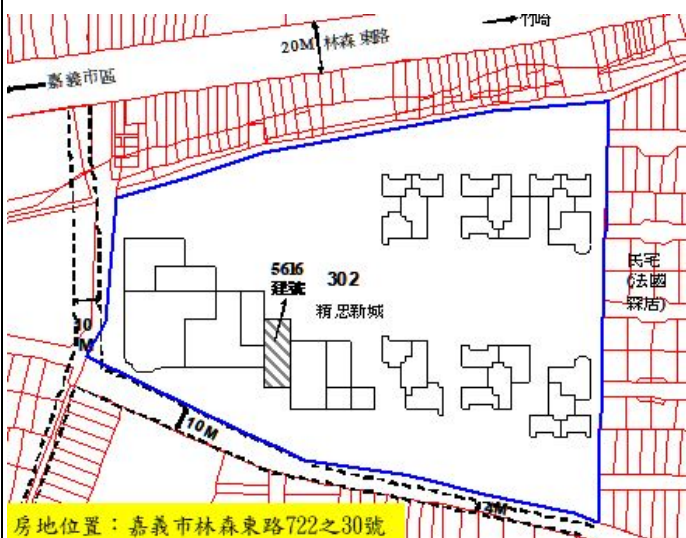 竹崎
20M 林森東路
嘉義市區
5616
建號
302
精忠新城
民宅
(法國
森居)
10
M
10M
4M
房地位置：嘉義市林森東路722之30號